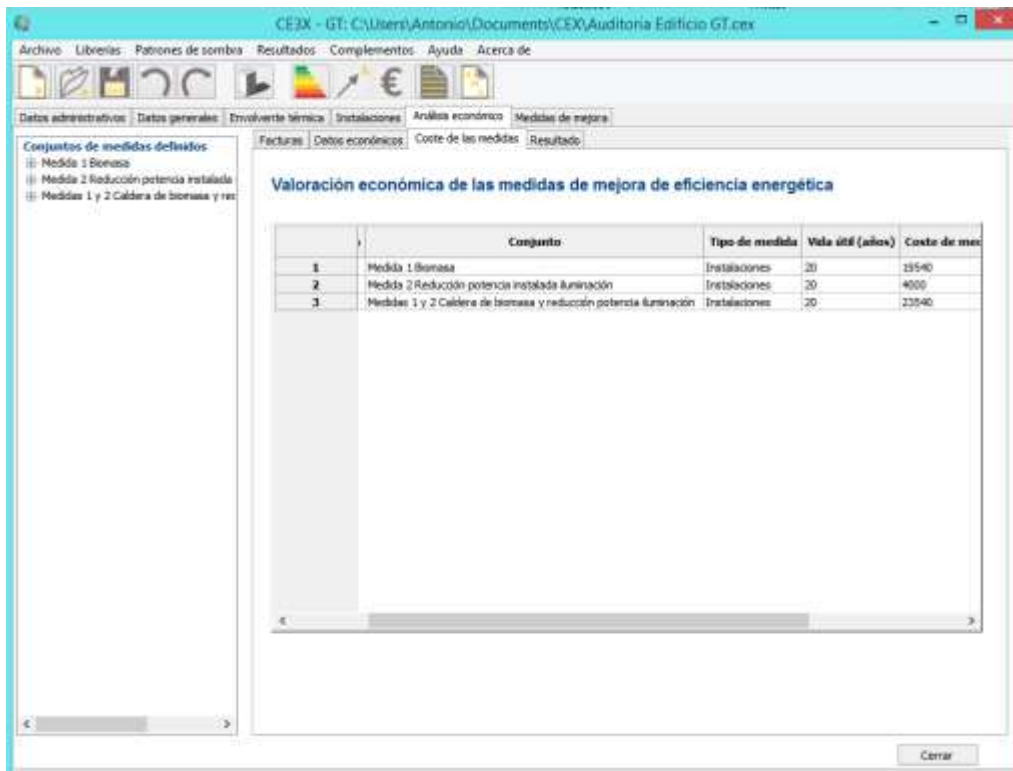 CE3X - GT: C:\Users\Antonio\Documents\CEX\Auditoria Edificio GT.cex
Archivo Librerías Patrones de sombra Resultados Complementos Ayuda Acerca de
Datos administrativos Datos generales Envolvente térmica Instalaciones Análisis económico Medidas de mejora
Conjuntos de medidas definidos
Medida 1 Biomasa
Medida 2 Reducción potencia instalada
Medidas 1 y 2 Caldera de biomasa y rec
Facturas Datos económicos Coste de las medidas Resultado
Valoración económica de las medidas de mejora de eficiencia energética
Conjunto Tipo de medida Vida útil (años) Coste de mec
1 Medida 1 Biomasa Instalaciones 20 19540
2 Medida 2 Reducción potencia instalada iluminación Instalaciones 20 4000
3 Medidas 1 y 2 Caldera de biomasa y reducción potencia iluminación Instalaciones 20 23540
Cerrar